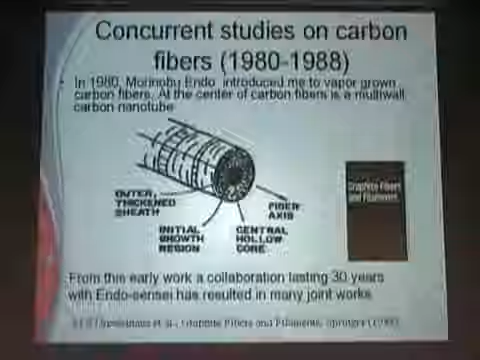 Concurrent studies on carbon
fibers (1980-1988)
In 1980, Morinobu Endo introduced me to vapor grown
carbon fibers. At the center of carbon fibers is a multiwall
carbon nanotube
OUTER,
THICKENED
SHEATH
INITIAL
GROWTH
REGION
CENTRAL
HOLLOW
CORE
FIBER
AXIS
Graphite Fibers
and Filaments
From this early work a collaboration lasting 30 years
with Endo-sensei has resulted in many joint works
Dresselhaus et al., Graphite Fibers and Filaments, Springer